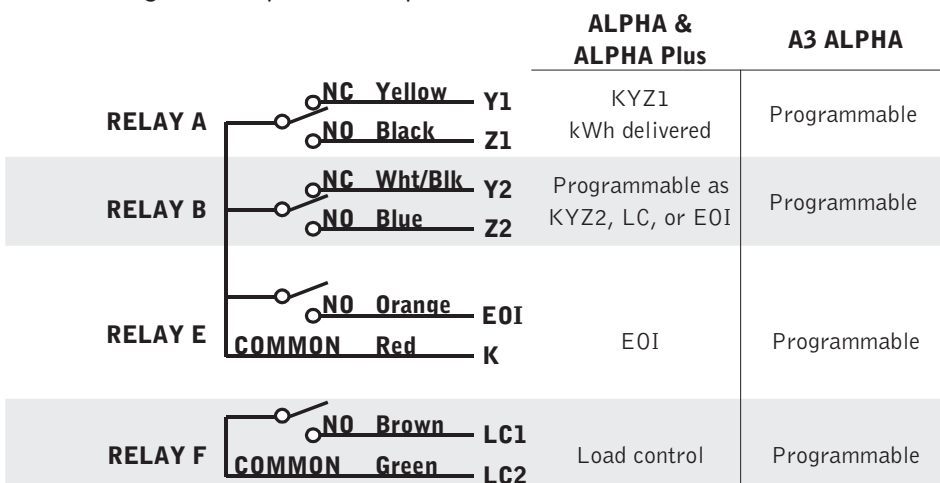 ALPHA &
ALPHA Plus
A3 ALPHA
RELAY A
NC Yellow Y1
NO Black Z1
KYZ1
kWh delivered
Programmable
RELAY B
NC Wht/Blk Y2
NO Blue Z2
Programmable as
KYZ2, LC, or EOI
Programmable
RELAY E
NO Orange EOI
COMMON Red K
EOI
Programmable
RELAY F
NO Brown LC1
COMMON Green LC2
Load control
Programmable